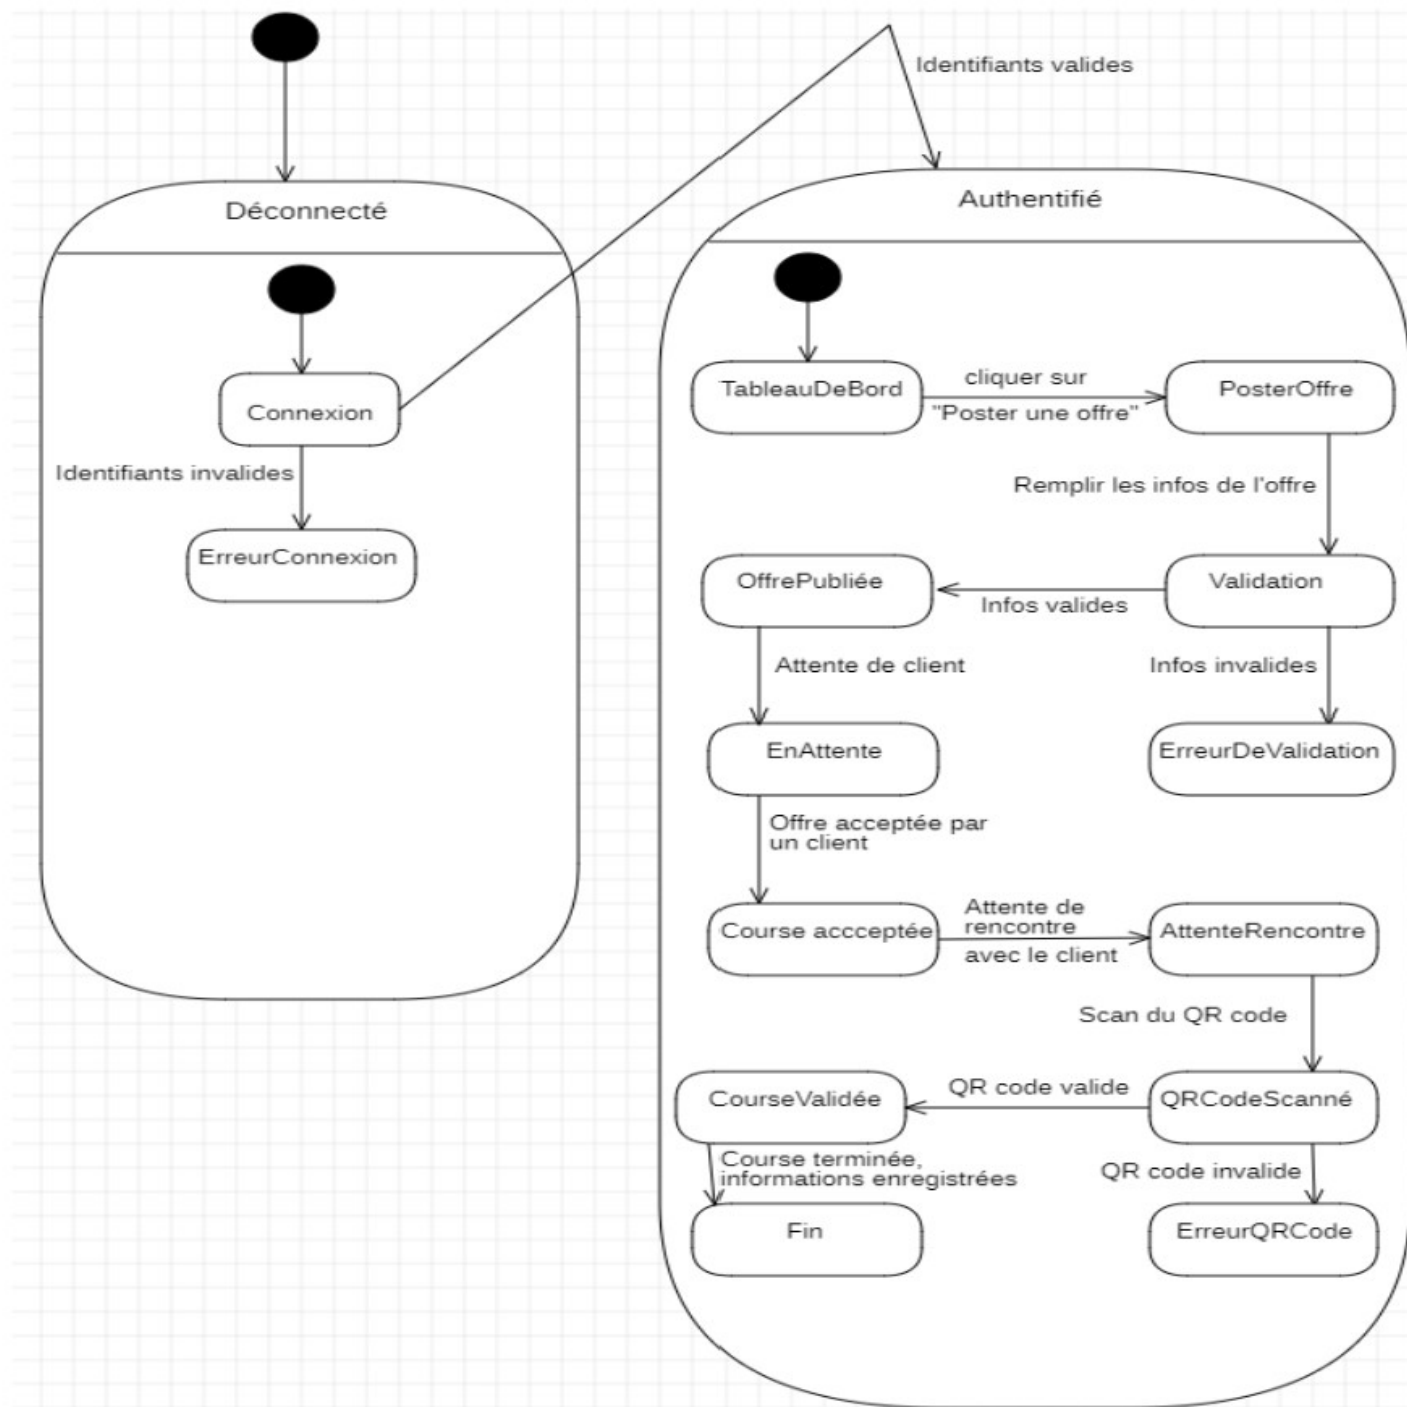 Identifiants valides
Déconnecté
Authentifié
Connexion
Identifiants invalides
ErreurConnexion
TableauDeBord
cliquer sur
"Poster une offre"
PosterOffre
Remplir les infos de l'offre
OffrePubliée
Infos valides
Validation
Attente de client
Infos invalides
EnAttente
ErreurDeValidation
Offre acceptée par
un client
Course accceptée
Attente de
rencontre
avec le client
AttenteRencontre
Scan du QR code
CourseValidée
QR code valide
QRCodeScanné
Course terminée,
informations enregistrées
QR code invalide
Fin
ErreurQRCode